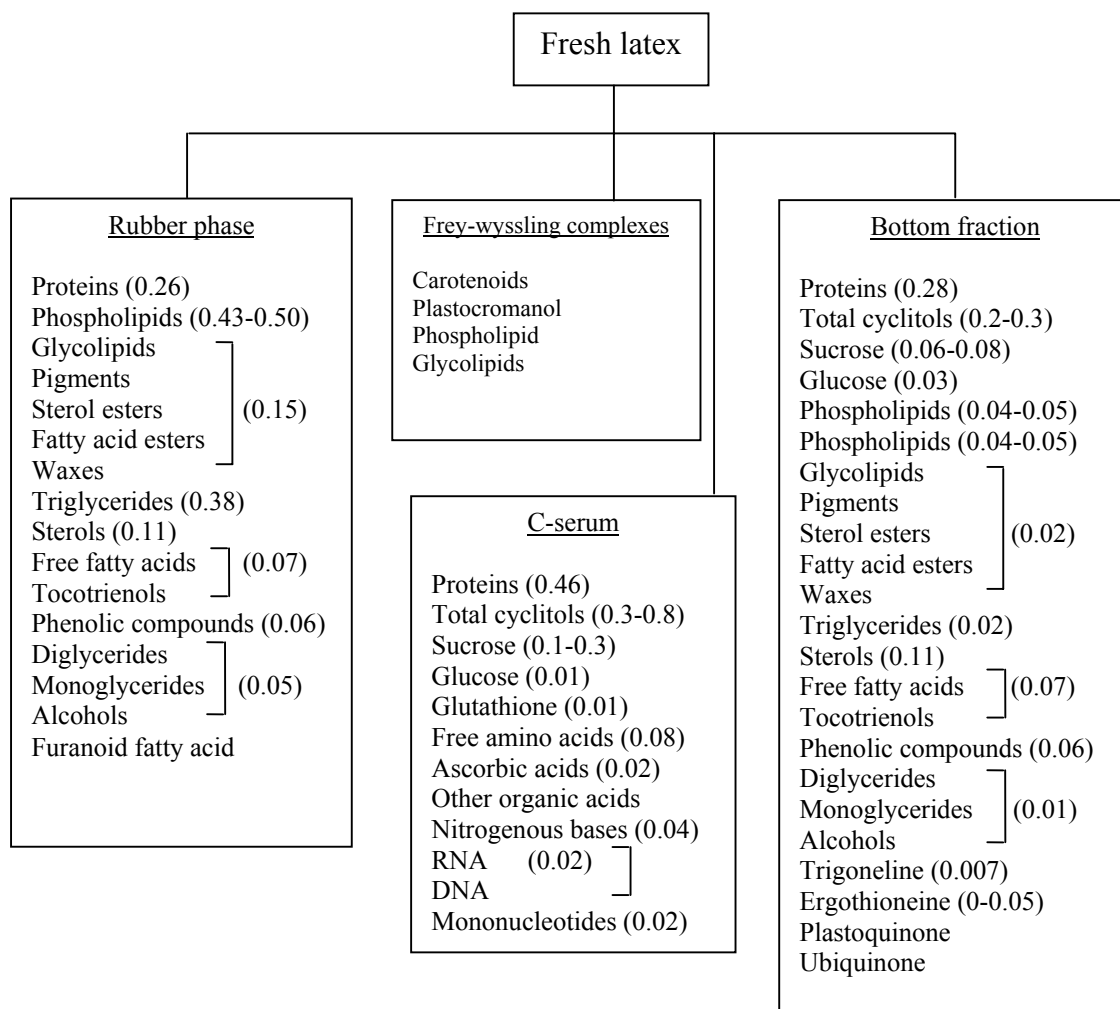 Fresh latex
Rubber phase
Proteins (0.26)
Phospholipids (0.43-0.50)
Glycolipids
Pigments
Sterol esters (0.15)
Fatty acid esters
Waxes
Triglycerides (0.38)
Sterols (0.11)
Free fatty acids (0.07)
Tocotrienols
Phenolic compounds (0.06)
Diglycerides
Monoglycerides (0.05)
Alcohols
Furanoid fatty acid
Frey-wyssling complexes
Carotenoids
Plastocromanol
Phospholipid
Glycolipids
C-serum
Proteins (0.46)
Total cyclitols (0.3-0.8)
Sucrose (0.1-0.3)
Glucose (0.01)
Glutathione (0.01)
Free amino acids (0.08)
Ascorbic acids (0.02)
Other organic acids
Nitrogenous bases (0.04)
RNA (0.02)
DNA
Mononucleotides (0.02)
Bottom fraction
Proteins (0.28)
Total cyclitols (0.2-0.3)
Sucrose (0.06-0.08)
Glucose (0.03)
Phospholipids (0.04-0.05)
Phospholipids (0.04-0.05)
Glycolipids
Pigments
Sterol esters (0.02)
Fatty acid esters
Waxes
Triglycerides (0.02)
Sterols (0.11)
Free fatty acids (0.07)
Tocotrienols
Phenolic compounds (0.06)
Diglycerides
Monoglycerides (0.01)
Alcohols
Trigoneline (0.007)
Ergothioneine (0-0.05)
Plastoquinone
Ubiquinone